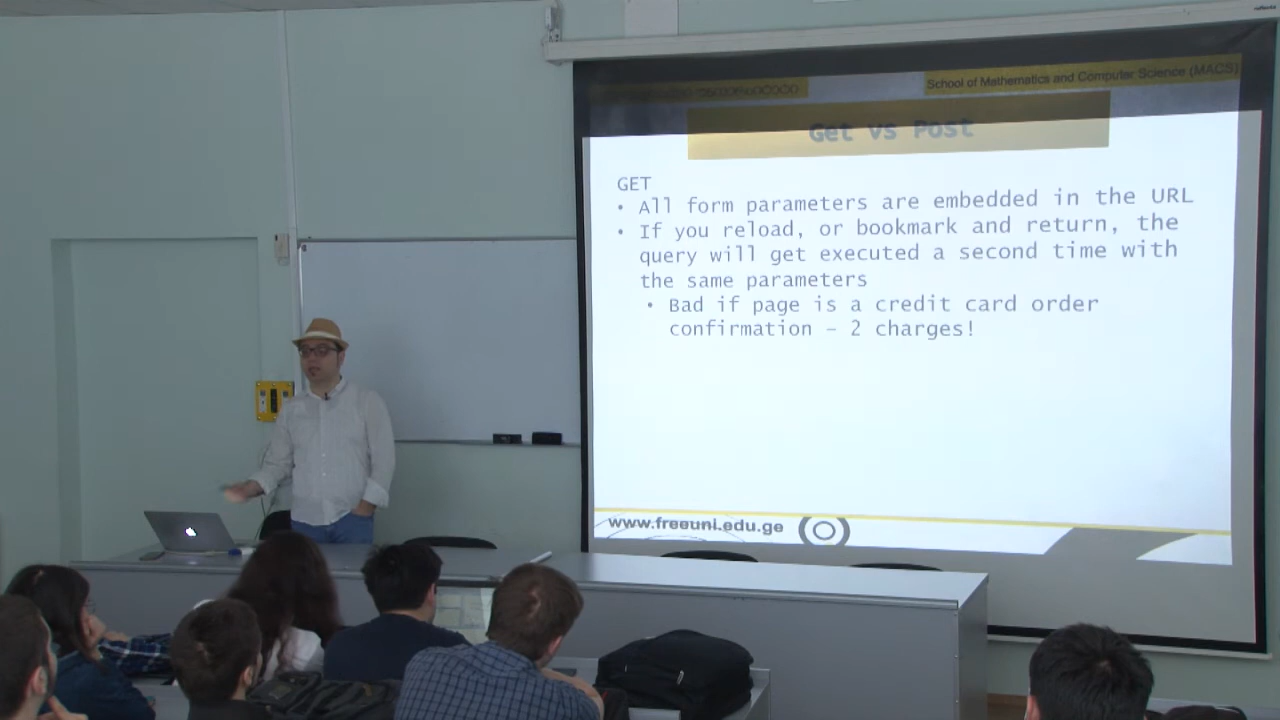 School of Mathematics and Computer Science (MACS)
Get vs Post
GET
• All form parameters are embedded in the URL
• If you reload, or bookmark and return, the
query will get executed a second time with
the same parameters
• Bad if page is a credit card order
confirmation – 2 charges!
www.freeuni.edu.ge